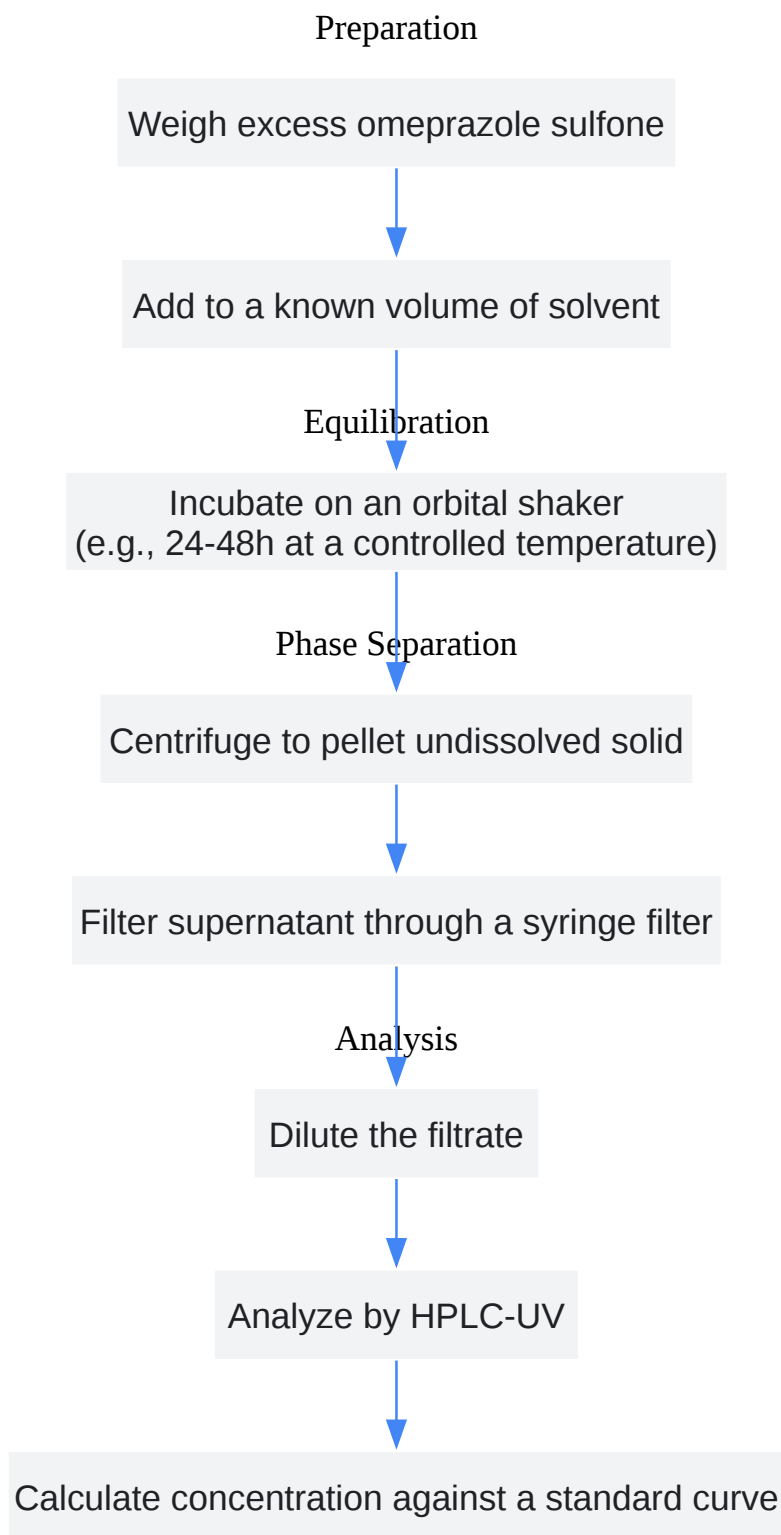 Preparation
Weigh excess omeprazole sulfone
Add to a known volume of solvent
Equilibration
Incubate on an orbital shaker
(e.g., 24-48h at a controlled temperature)
Phase Separation
Centrifuge to pellet undissolved solid
Filter supernatant through a syringe filter
Analysis
Dilute the filtrate
Analyze by HPLC-UV
Calculate concentration against a standard curve